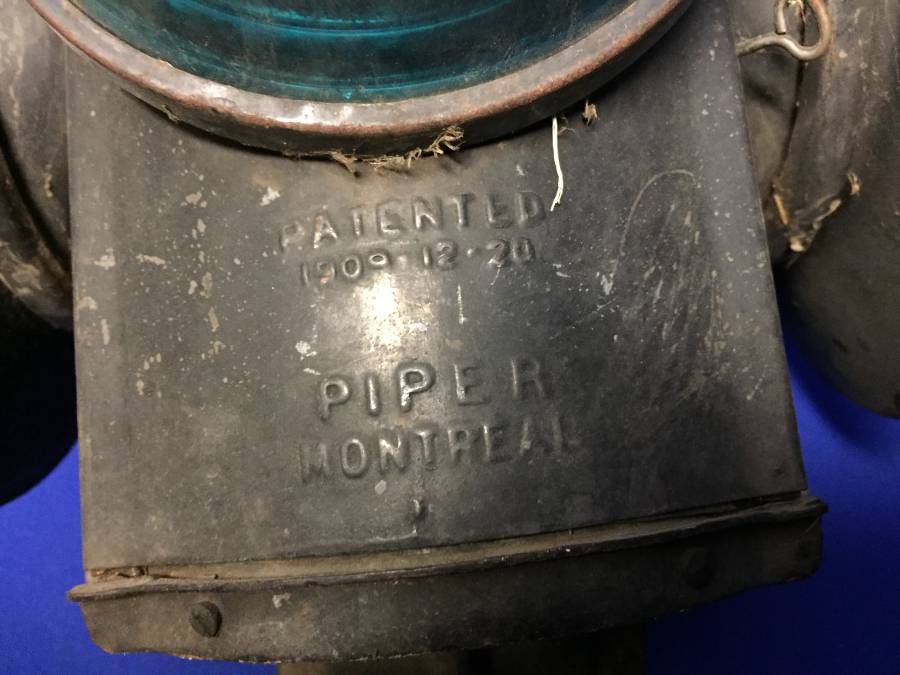 PATENTED
1909-12-20
PIPER
MONTREAL